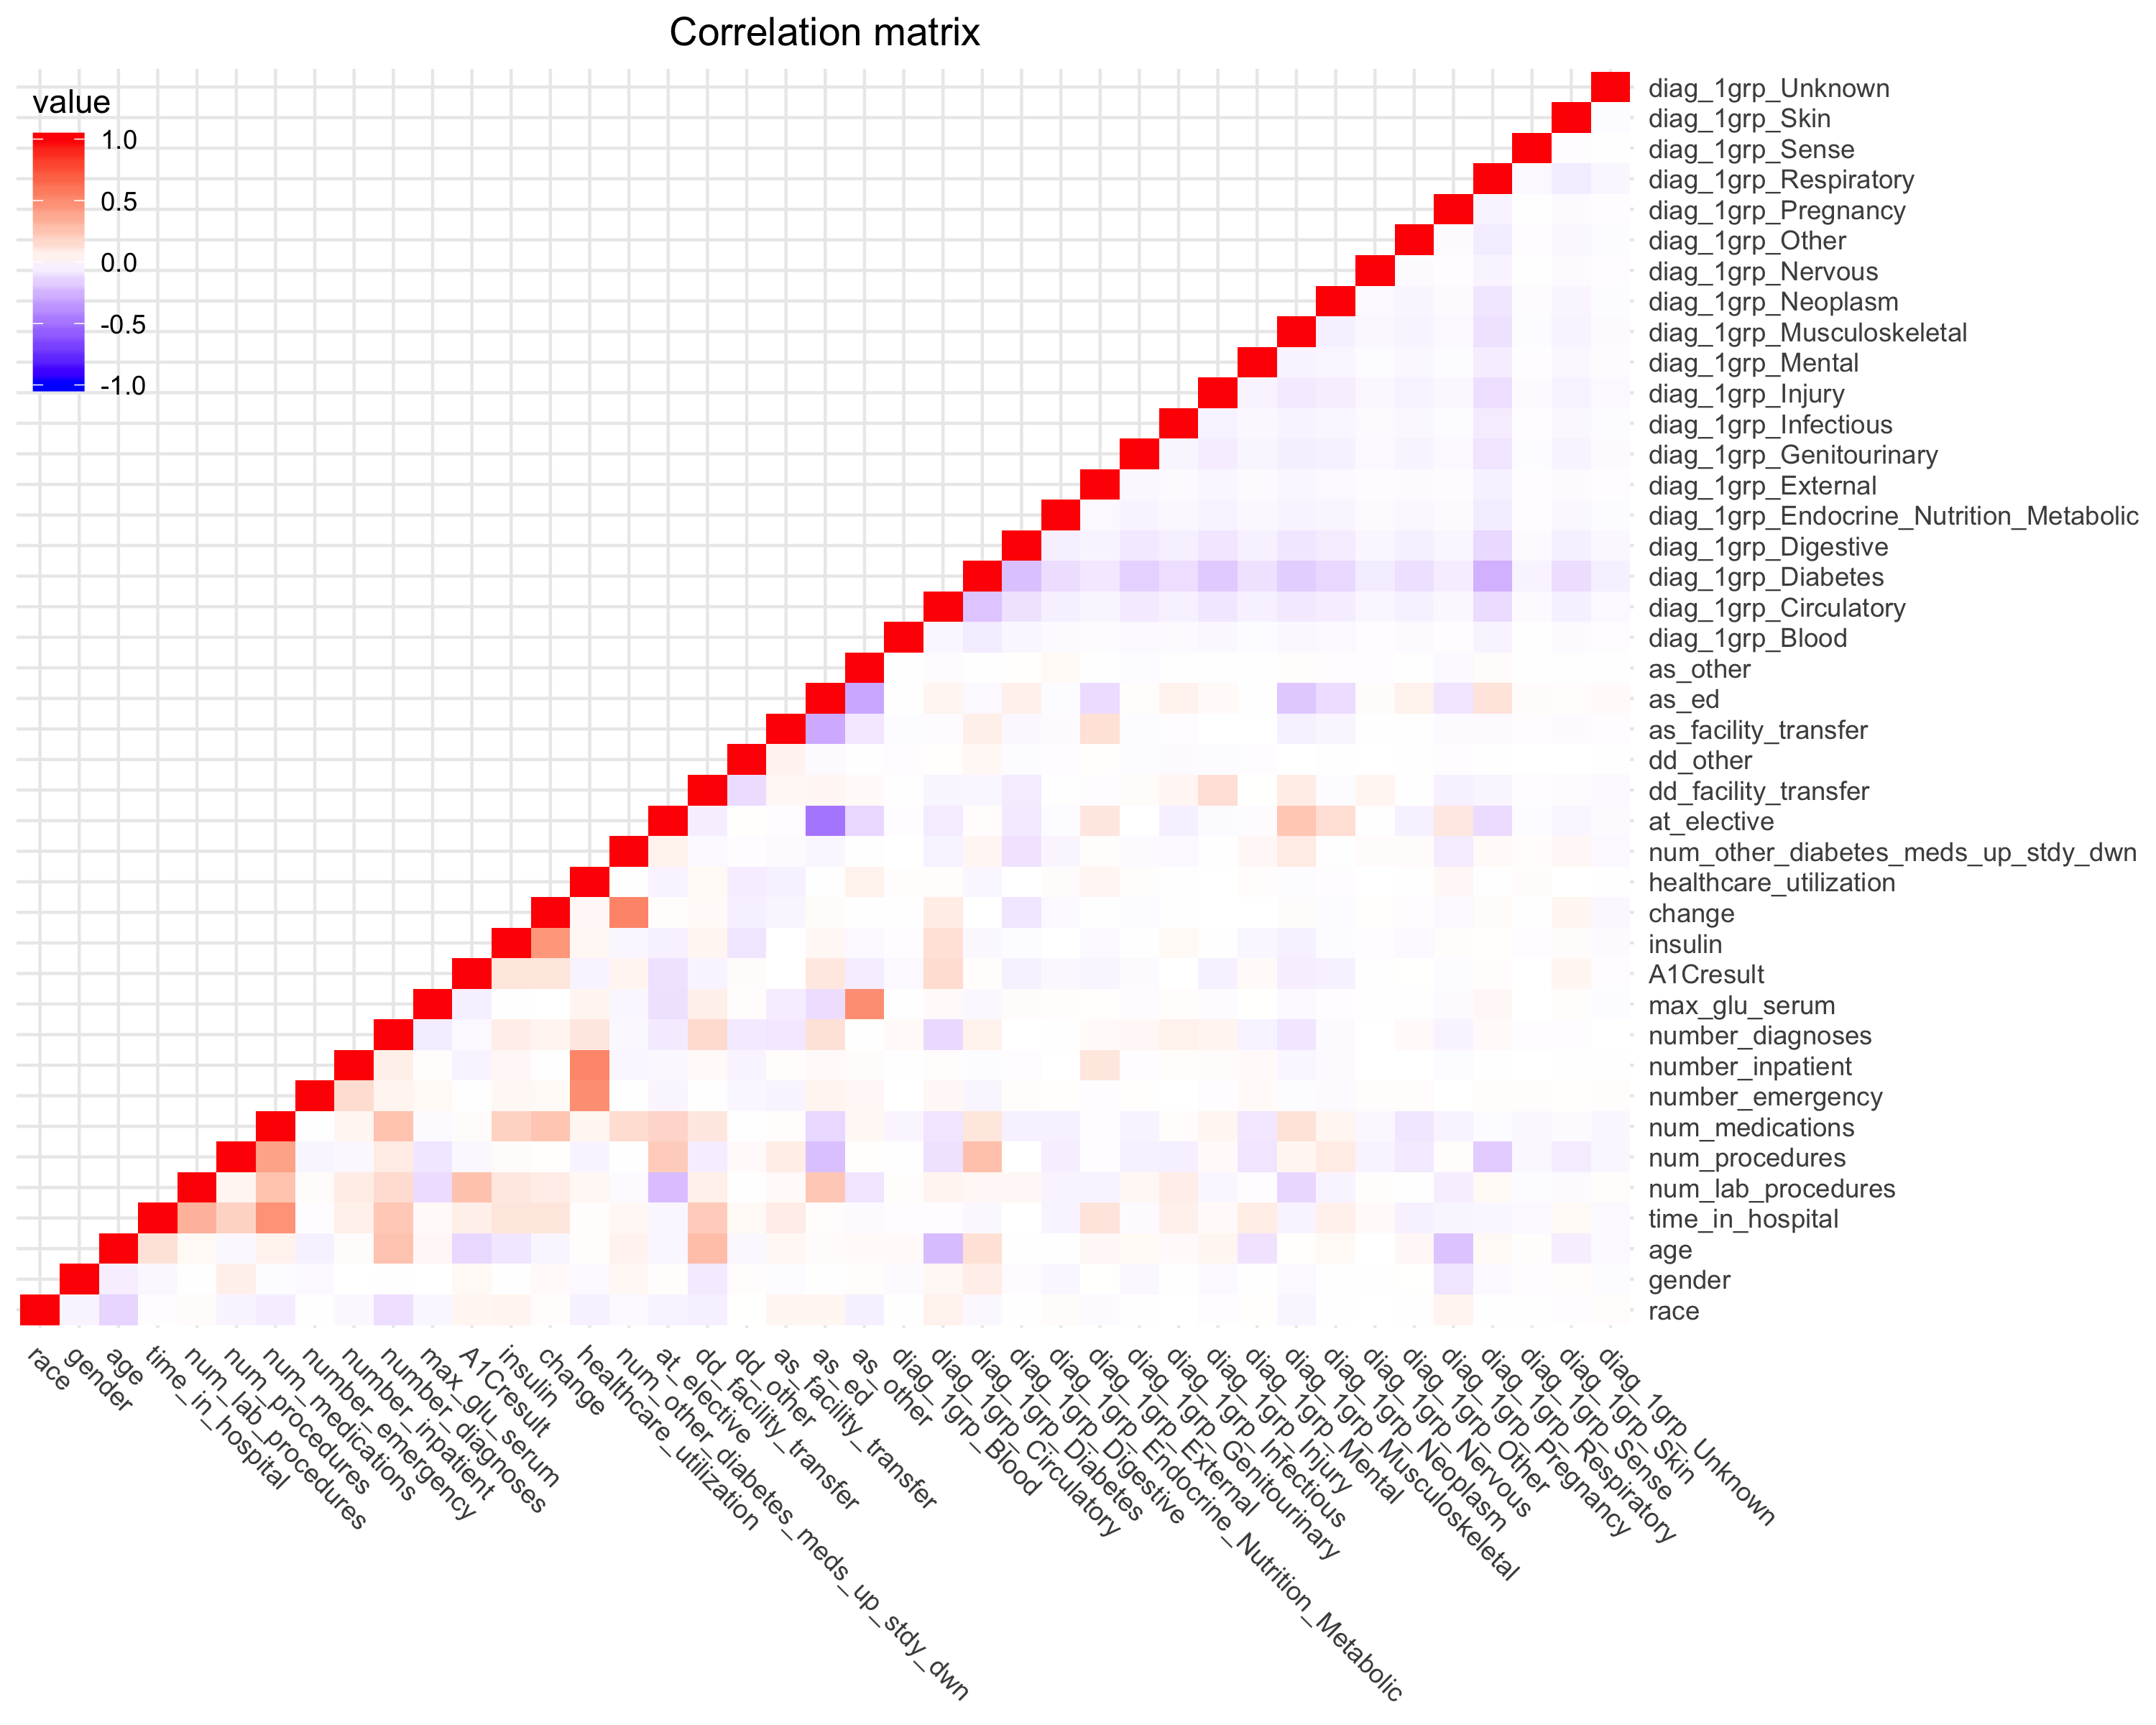 Correlation matrix
value
1.0
0.5
0.0
-0.5
-1.0
diag_1grp_Unknown
diag_1grp_Skin
diag_1grp_Sense
diag_1grp_Respiratory
diag_1grp_Pregnancy
diag_1grp_Other
diag_1grp_Nervous
diag_1grp_Neoplasm
diag_1grp_Musculoskeletal
diag_1grp_Mental
diag_1grp_Injury
diag_1grp_Infectious
diag_1grp_Genitourinary
diag_1grp_External
diag_1grp_Endocrine_Nutrition_Metabolic
diag_1grp_Digestive
diag_1grp_Diabetes
diag_1grp_Circulatory
diag_1grp_Blood
as_other
as_ed
as_facility_transfer
dd_other
dd_facility_transfer
at_elective
num_other_diabetes_meds_up_stdy_dwn
healthcare_utilization
change
insulin
A1Cresult
max_glu_serum
number_diagnoses
number_inpatient
number_emergency
num_medications
num_procedures
num_lab_procedures
time_in_hospital
age
gender
race
race
gender
age
time_in_hospital
num_lab_procedures
num_procedures
num_medications
number_emergency
number_inpatient
number_diagnoses
max_glu_serum
A1Cresult
insulin
change
healthcare_utilization
num_other_diabetes_meds_up_stdy_dwn
at_elective
dd_facility_transfer
dd_other
as_facility_transfer
as_ed
as_other
diag_1grp_Blood
diag_1grp_Circulatory
diag_1grp_Diabetes
diag_1grp_Digestive
diag_1grp_Endocrine_Nutrition_Metabolic
diag_1grp_External
diag_1grp_Genitourinary
diag_1grp_Infectious
diag_1grp_Injury
diag_1grp_Mental
diag_1grp_Musculoskeletal
diag_1grp_Neoplasm
diag_1grp_Nervous
diag_1grp_Other
diag_1grp_Pregnancy
diag_1grp_Respiratory
diag_1grp_Sense
diag_1grp_Skin
diag_1grp_Unknown